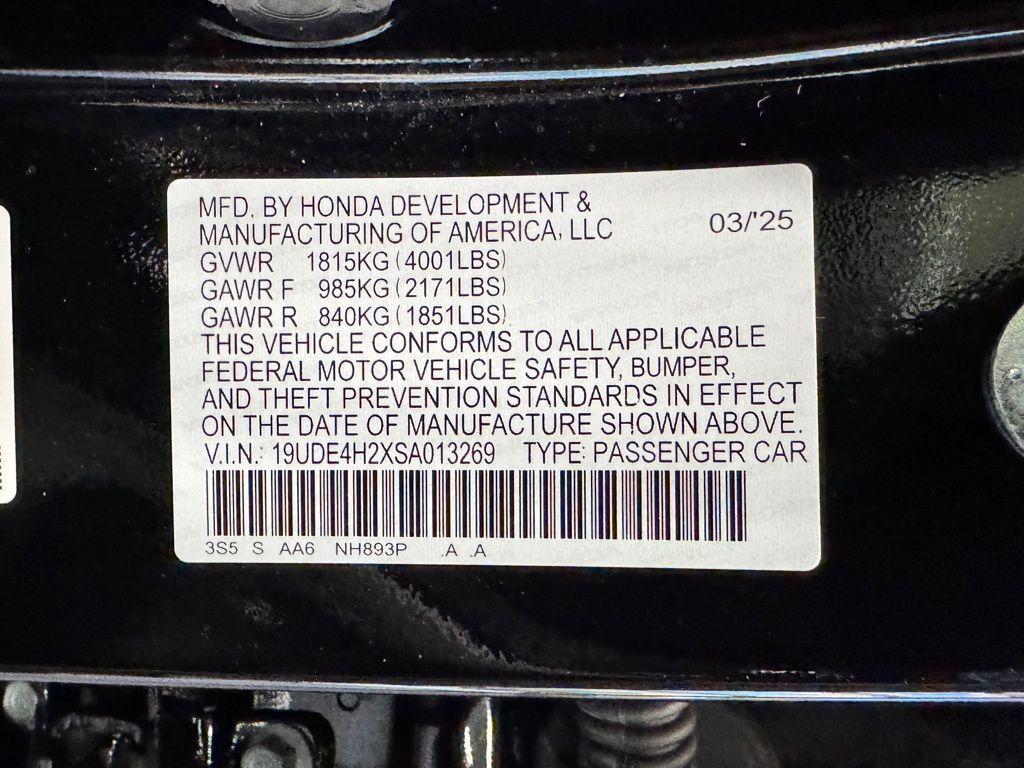 MFD. BY HONDA DEVELOPMENT &
MANUFACTURING OF AMERICA, LLC 03/'25
GVWR 1815KG (4001LBS)
GAWR F 985KG (2171LBS)
GAWR R 840KG (1851LBS)
THIS VEHICLE CONFORMS TO ALL APPLICABLE
FEDERAL MOTOR VEHICLE SAFETY, BUMPER,
AND THEFT PREVENTION STANDARDS IN EFFECT
ON THE DATE OF MANUFACTURE SHOWN ABOVE.
V.I.N.: 19UDE4H2XSA013269 TYPE: PASSENGER CAR
3S5 S AA6 NH893P .A .A